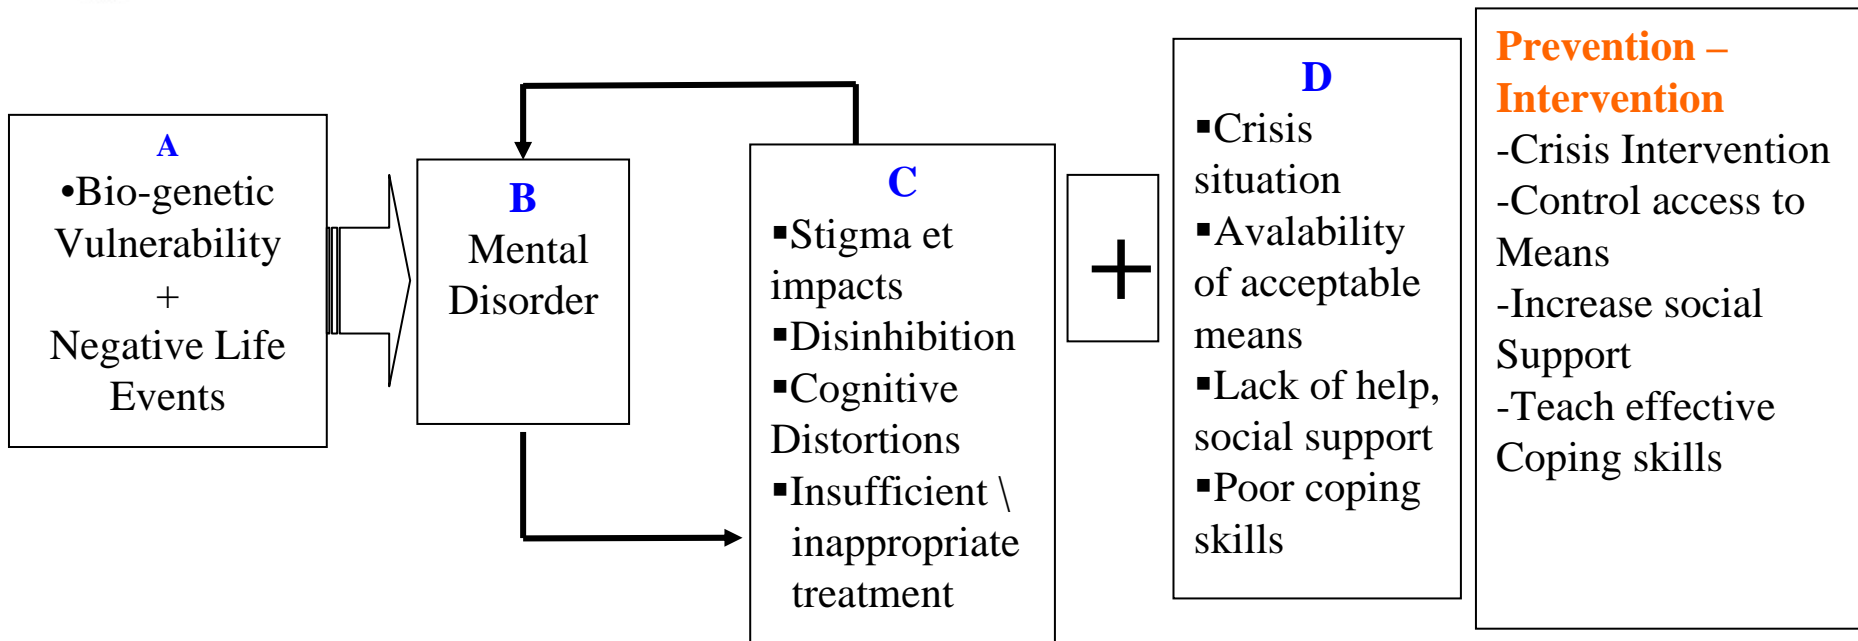 A
•Bio-genetic
Vulnerability
+
Negative Life
Events
B
Mental
Disorder
C
▪Stigma et
impacts
▪Disinhibition
▪Cognitive
Distortions
▪Insufficient \
inappropriate
treatment
+
D
▪Crisis
situation
▪Avalability
of acceptable
means
▪Lack of help,
social support
▪Poor coping
skills
Prevention –
Intervention
-Crisis Intervention
-Control access to
Means
-Increase social
Support
-Teach effective
Coping skills